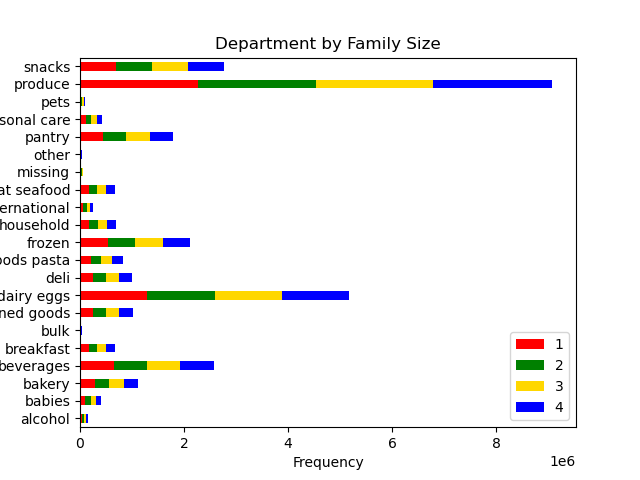 Department by Family Size
snacks
produce
pets
sonal care
pantry
other
missing
at seafood
ernational
household
frozen
oods pasta
deli
dairy eggs
ned goods
bulk
breakfast
beverages
bakery
babies
alcohol
1
2
3
4
0 2 4 6 8
1e6
Frequency